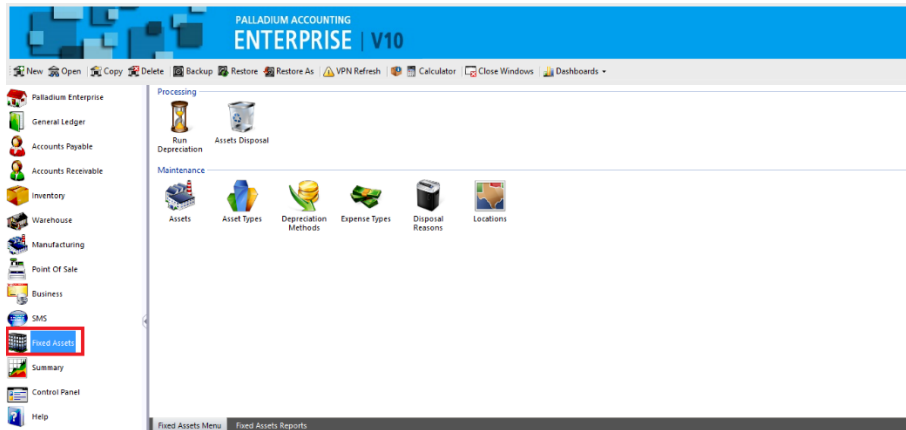 PALLADIUM ACCOUNTING
ENTERPRISE | V10
New Open Copy Delete Backup Restore Restore As VPN Refresh Calculator Close Windows Dashboards
Palladium Enterprise
General Ledger
Accounts Payable
Accounts Receivable
Inventory
Warehouse
Manufacturing
Point Of Sale
Business
SMS
Fixed Assets
Summary
Control Panel
Help
Processing
Run Depreciation
Assets Disposal
Maintenance
Assets
Asset Types
Depreciation Methods
Expense Types
Disposal Reasons
Locations
Fixed Assets Menu Fixed Assets Reports